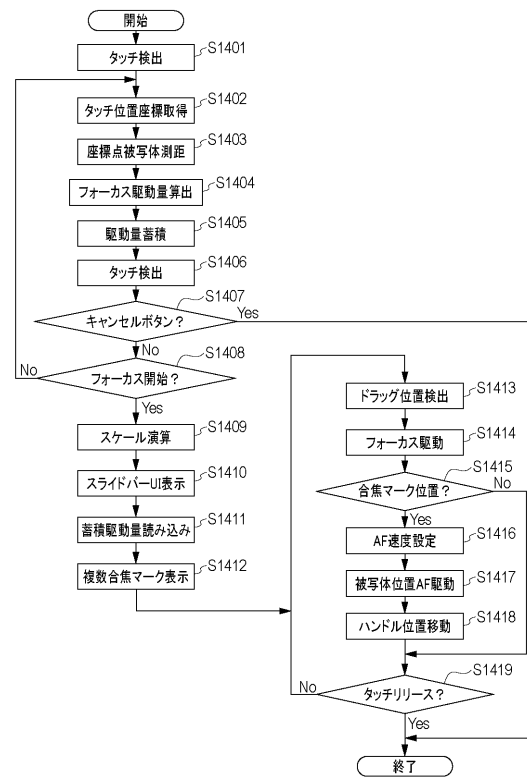 開始
タッチ検出 S1401
タッチ位置座標取得 S1402
座標点被写体測距 S1403
フォーカス駆動量算出 S1404
駆動量蓄積 S1405
タッチ検出 S1406
キャンセルボタン？ S1407
Yes
No
フォーカス開始？ S1408
No
Yes
スケール演算 S1409
スライドバーUI表示 S1410
蓄積駆動量読み込み S1411
複数合焦マーク表示 S1412
ドラッグ位置検出 S1413
フォーカス駆動 S1414
合焦マーク位置？ S1415
No
Yes
AF速度設定 S1416
被写体位置AF駆動 S1417
ハンドル位置移動 S1418
タッチリリース？ S1419
No
Yes
終了